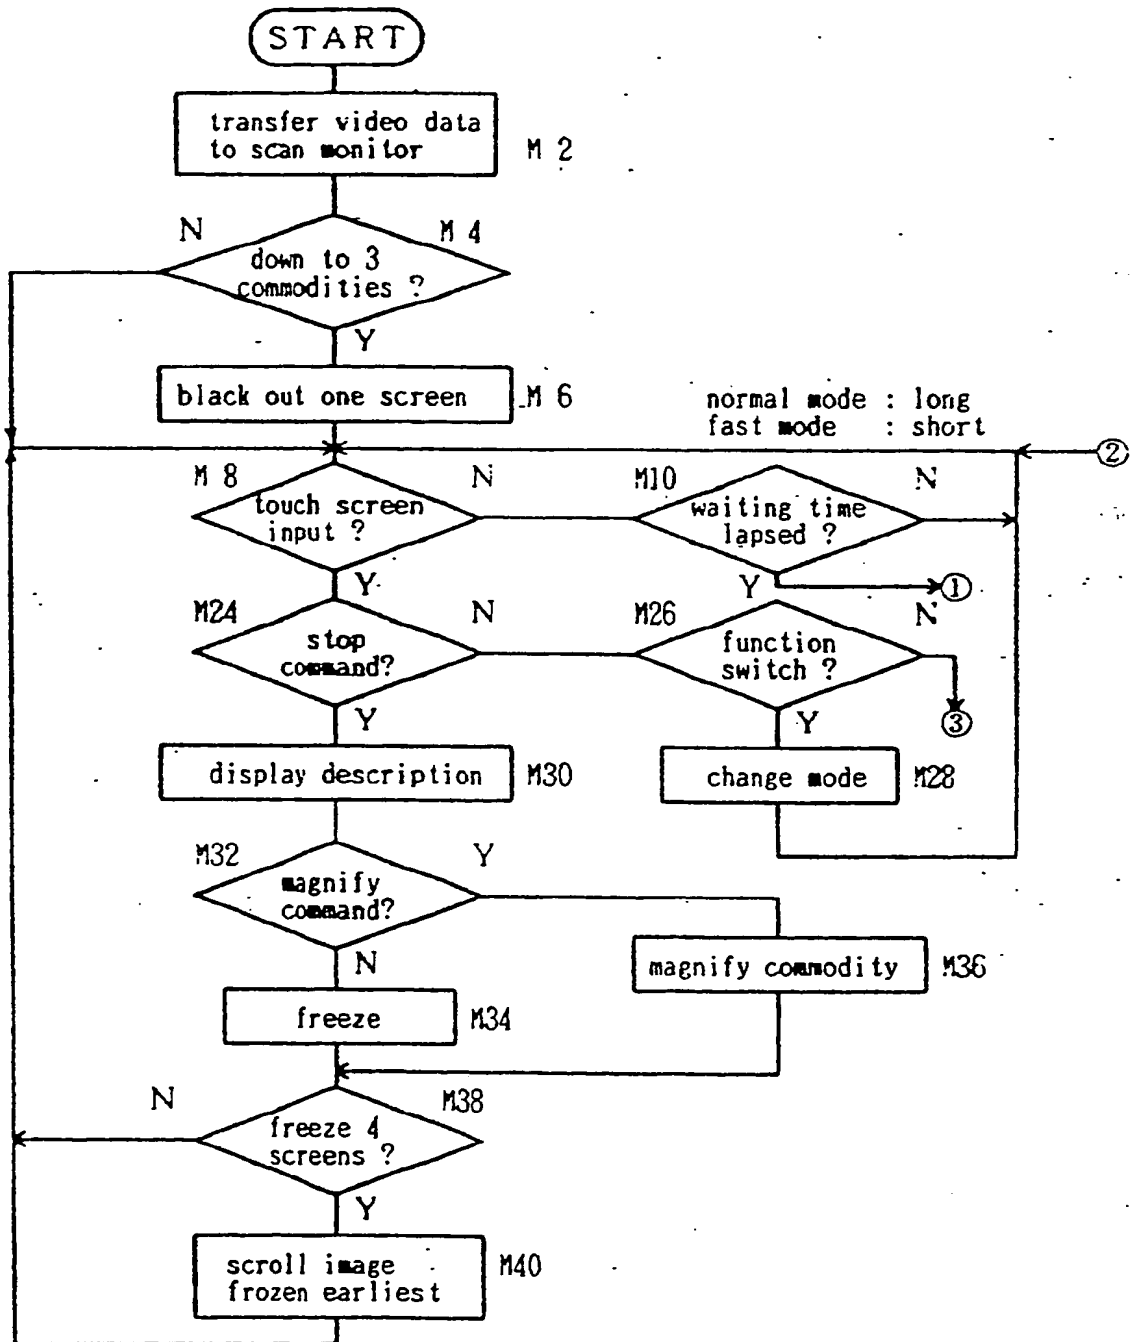 START
transfer video data
to scan monitor
M 2
N
M 4
down to 3
commodities ?
Y
black out one screen
M 6
normal mode : long
fast mode : short
②
M 8
N
touch screen
input ?
M10
N
waiting time
lapsed ?
Y
Y
①
M24
N
stop
command?
M26
N
function
switch ?
Y
Y
③
display description
M30
change mode
M28
M32
Y
magnify
command?
N
magnify commodity
M36
freeze
M34
N
M38
freeze 4
screens ?
Y
scroll image
frozen earliest
M40